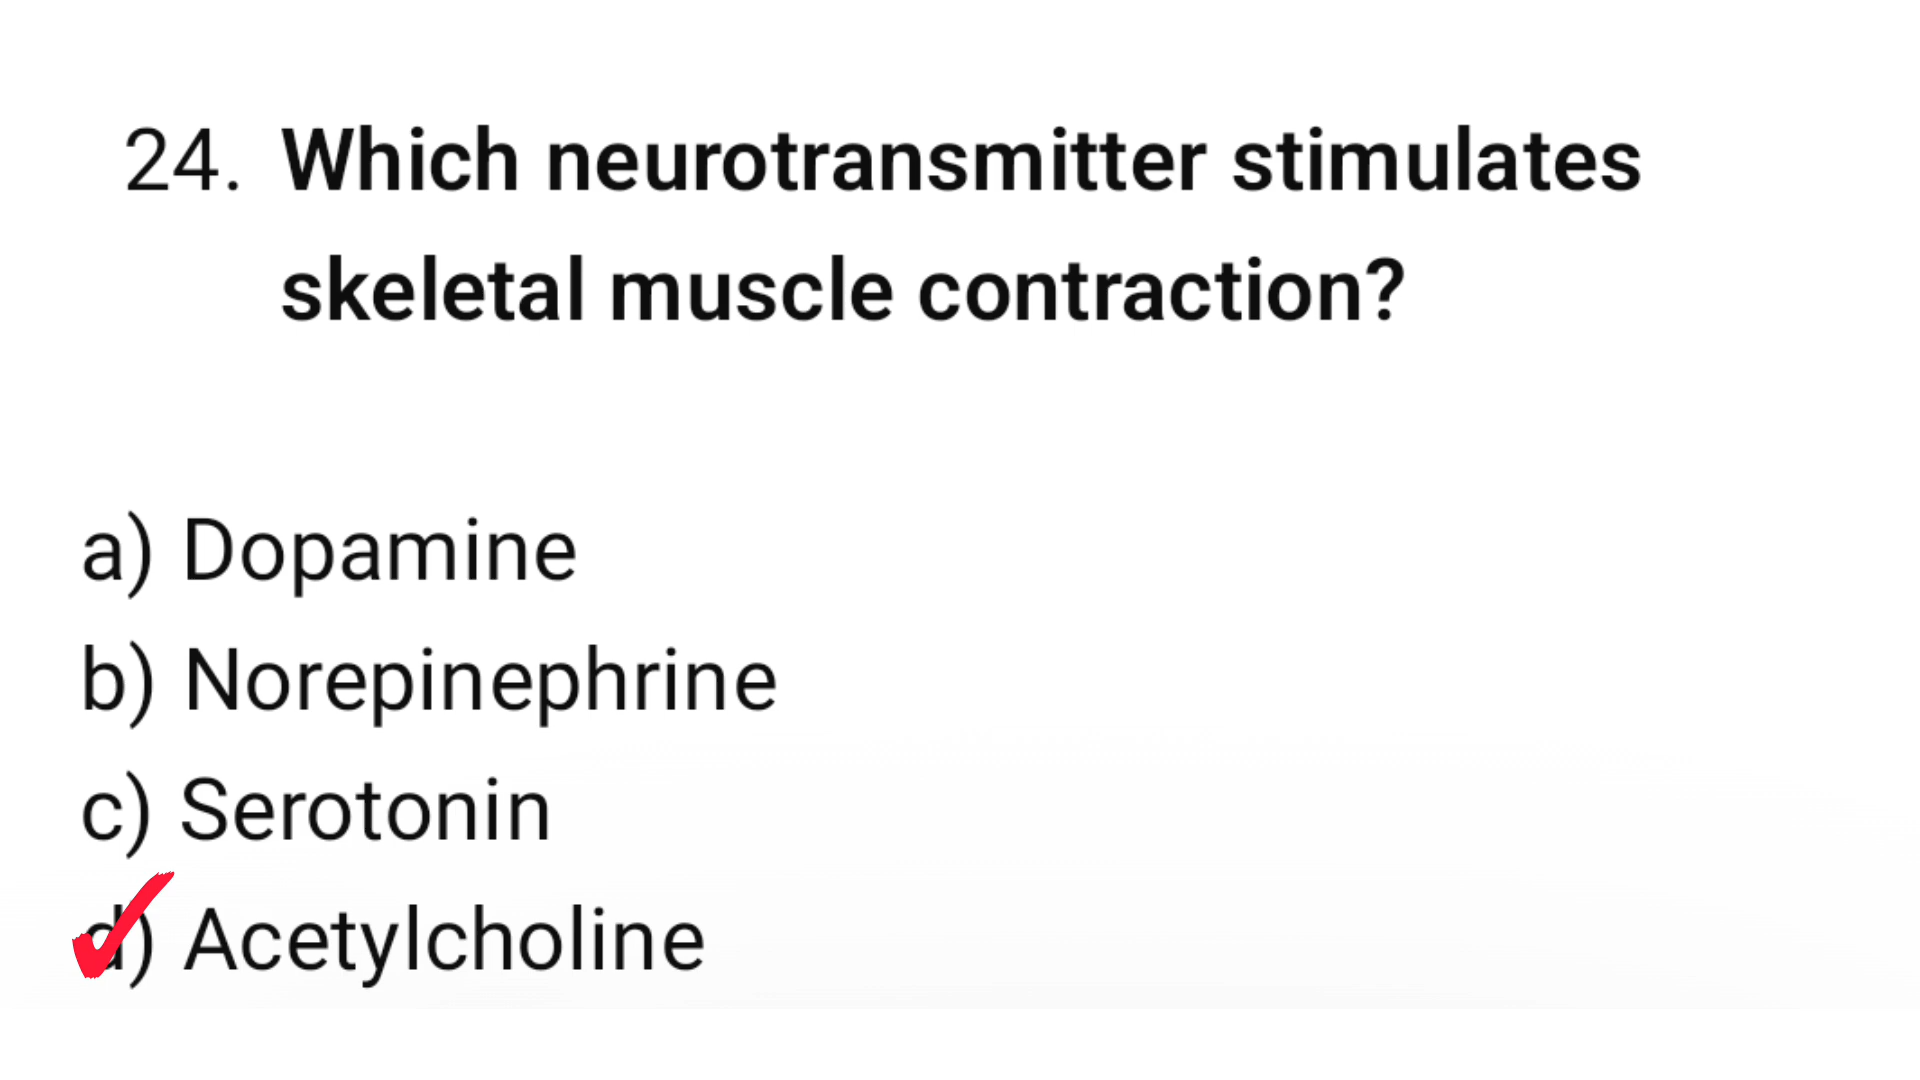 24. Which neurotransmitter stimulates
skeletal muscle contraction?
a) Dopamine
b) Norepinephrine
c) Serotonin
d) Acetylcholine